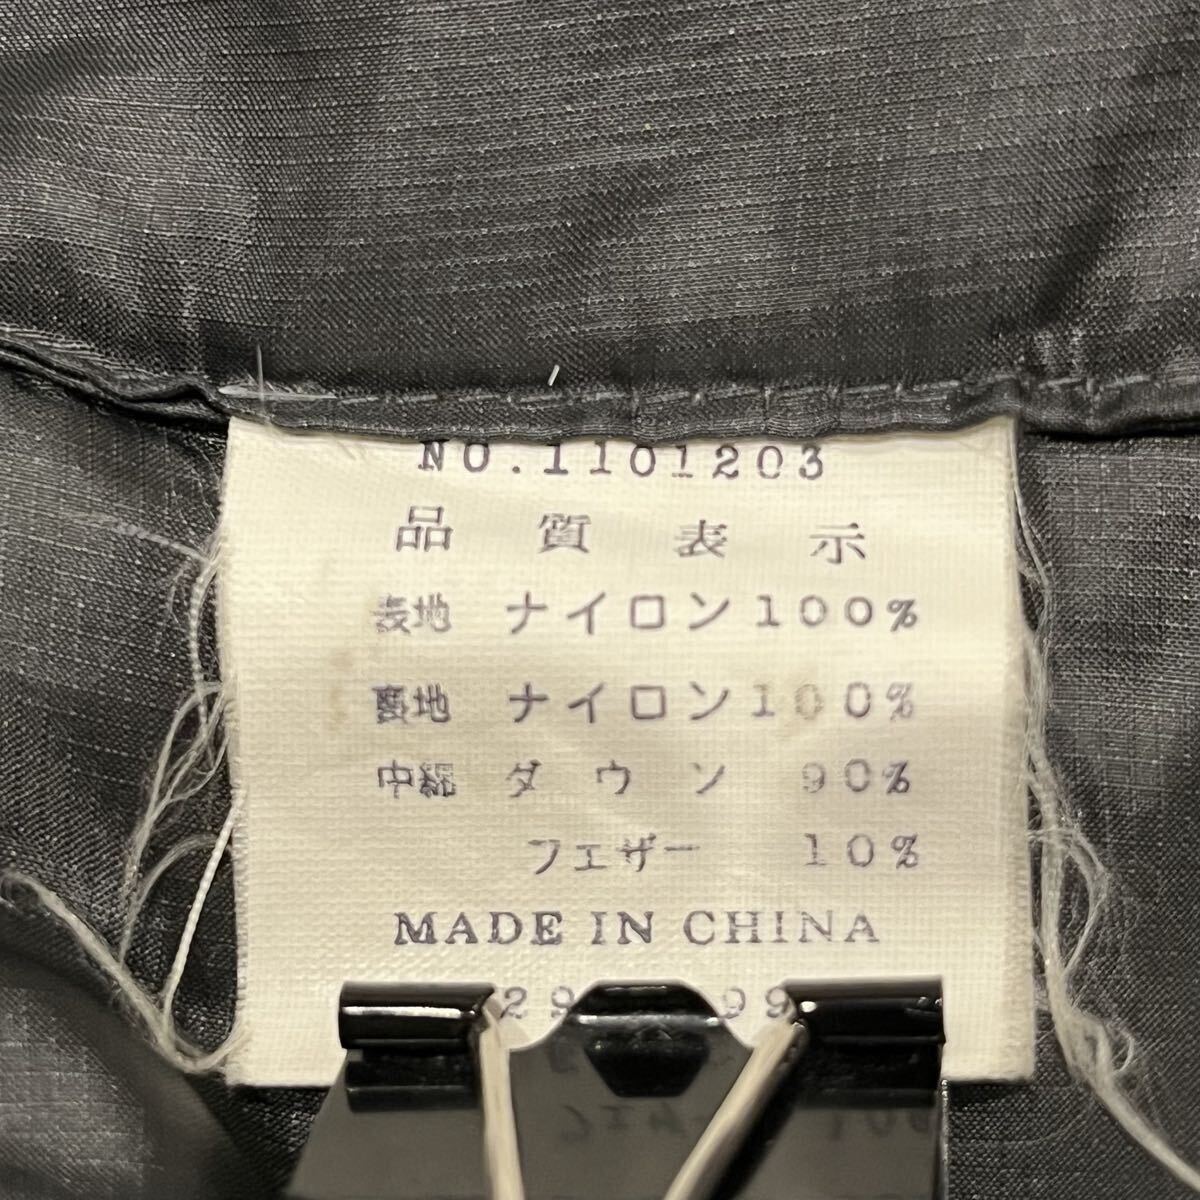 NO.1101203
品質表示
表地 ナイロン100%
裏地 ナイロン100%
中綿 ダウン 90%
フェザー 10%
MADE IN CHINA